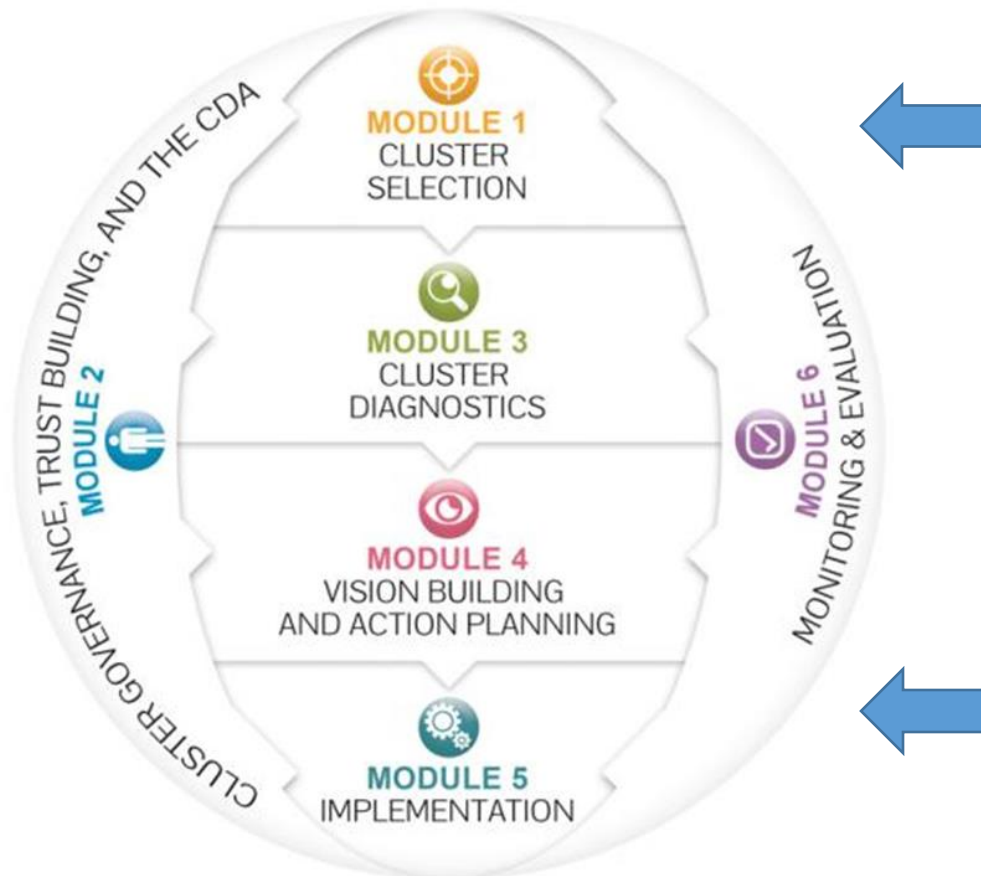 MODULE 1
CLUSTER
SELECTION
CLUSTER GOVERNANCE, TRUST BUILDING, AND THE CDA
MODULE 2
MODULE 3
CLUSTER
DIAGNOSTICS
MODULE 4
VISION BUILDING
AND ACTION PLANNING
MODULE 5
IMPLEMENTATION
MODULE 6
MONITORING & EVALUATION